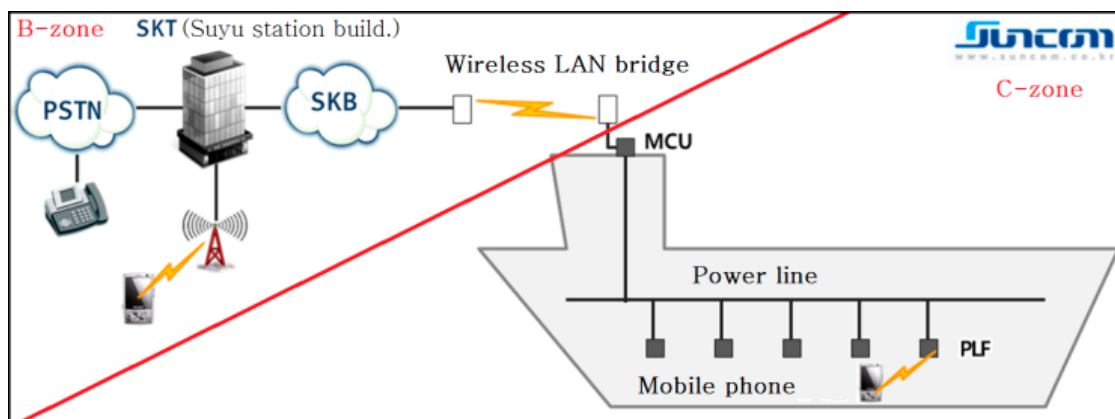 B-zone SKT (Suyu station build.)
suncom
www.suncom.co.kr
Wireless LAN bridge
C-zone
PSTN
SKB
MCU
Power line
PLF
Mobile phone